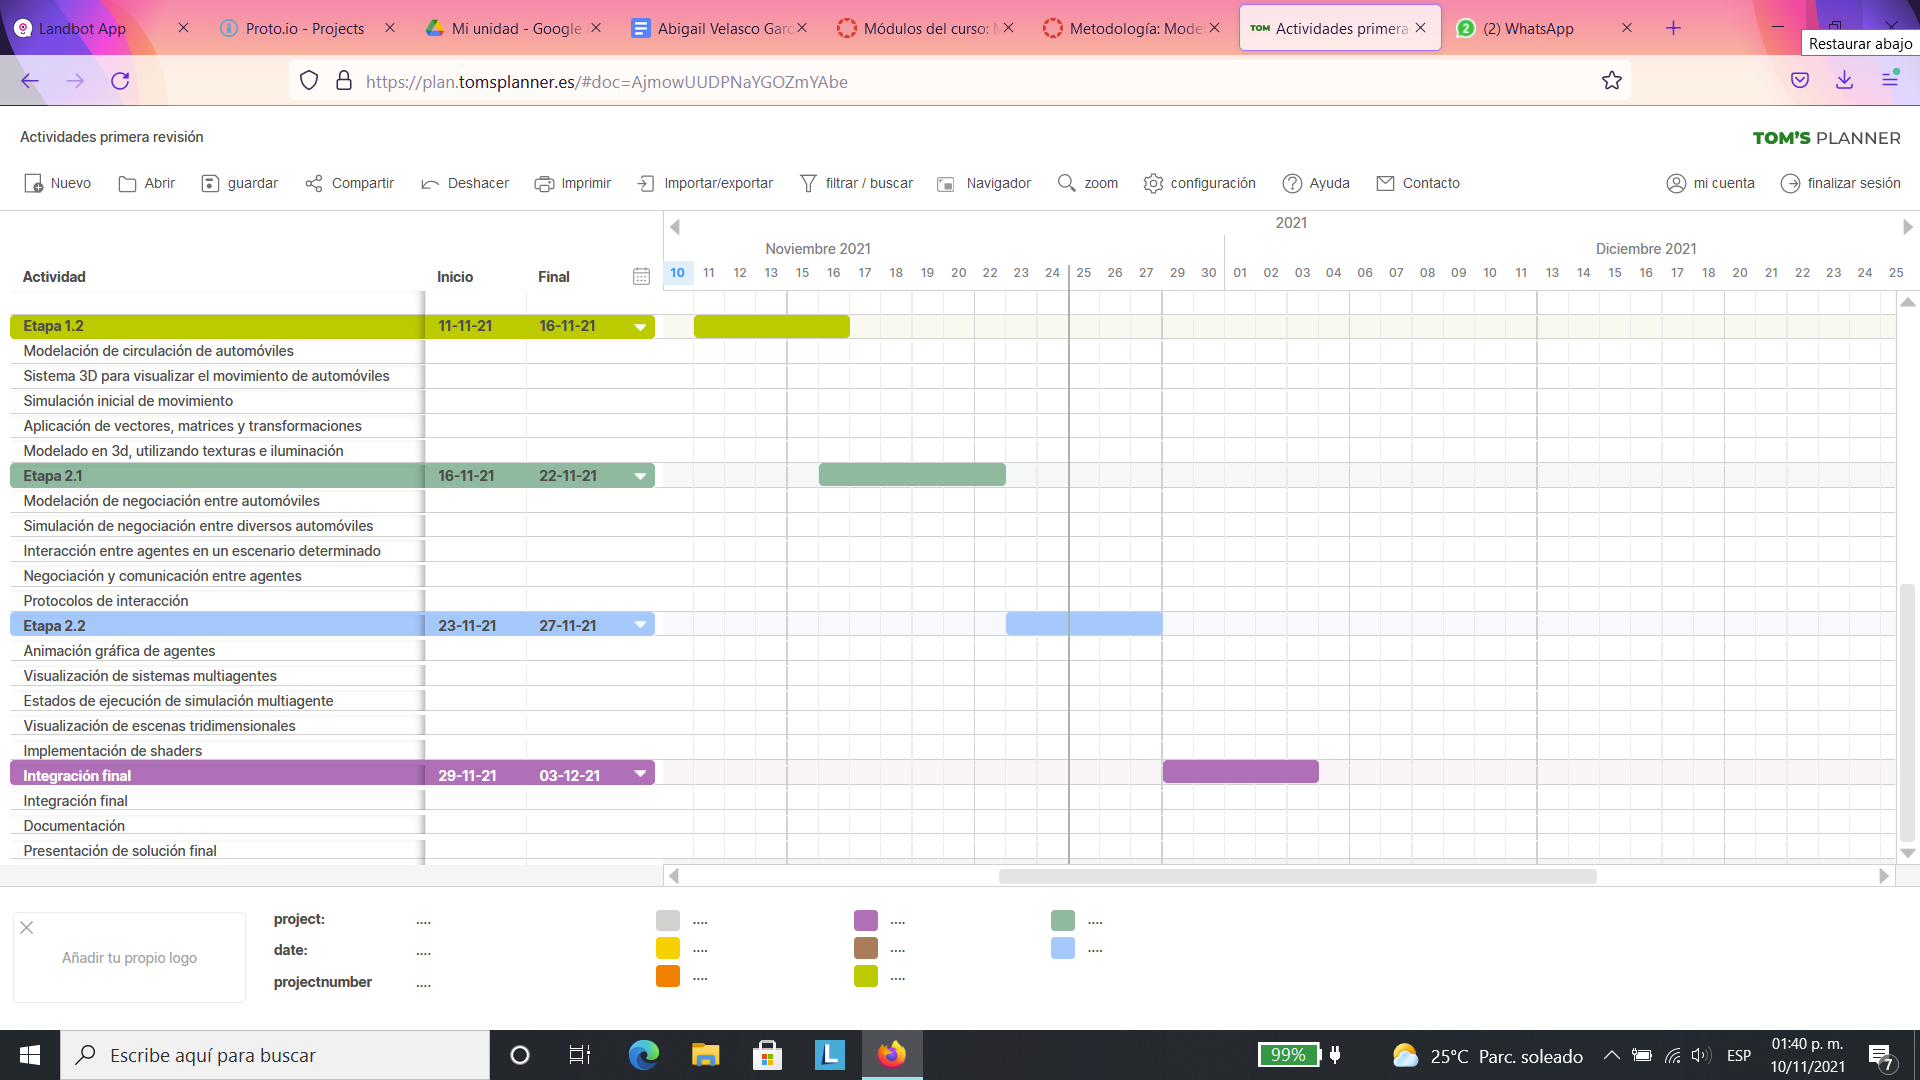 Landbot App
Proto.io - Projects
Mi unidad - Google
Abigail Velasco Garc
Módulos del curso: M
Metodología: Model
TOM Actividades primera
(2) WhatsApp
Restaurar abajo
https://plan.tomsplanner.es/#doc=AjmowUUDPNaYGOZmYAbe
Actividades primera revisión
TOM'S PLANNER
Nuevo
Abrir
guardar
Compartir
Deshacer
Imprimir
Importar/exportar
filtrar / buscar
Navigador
zoom
configuración
Ayuda
Contacto
mi cuenta
finalizar sesión
2021
Noviembre 2021
Diciembre 2021
Actividad Inicio Final
10 11 12 13 15 16 17 18 19 20 22 23 24 25 26 27 29 30 01 02 03 04 06 07 08 09 10 11 13 14 15 16 17 18 20 21 22 23 24 25
Etapa 1.2 11-11-21 16-11-21
Modelación de circulación de automóviles
Sistema 3D para visualizar el movimiento de automóviles
Simulación inicial de movimiento
Aplicación de vectores, matrices y transformaciones
Modelado en 3d, utilizando texturas e iluminación
Etapa 2.1 16-11-21 22-11-21
Modelación de negociación entre automóviles
Simulación de negociación entre diversos automóviles
Interacción entre agentes en un escenario determinado
Negociación y comunicación entre agentes
Protocolos de interacción
Etapa 2.2 23-11-21 27-11-21
Animación gráfica de agentes
Visualización de sistemas multiagentes
Estados de ejecución de simulación multiagente
Visualización de escenas tridimensionales
Implementación de shaders
Integración final 29-11-21 03-12-21
Integración final
Documentación
Presentación de solución final
Añadir tu propio logo
project: ....
date: ....
projectnumber ....
.... .... ....
.... .... ....
.... ....
Escribe aquí para buscar
99%
25°C Parc. soleado
ESP
01:40 p. m.
10/11/2021
7